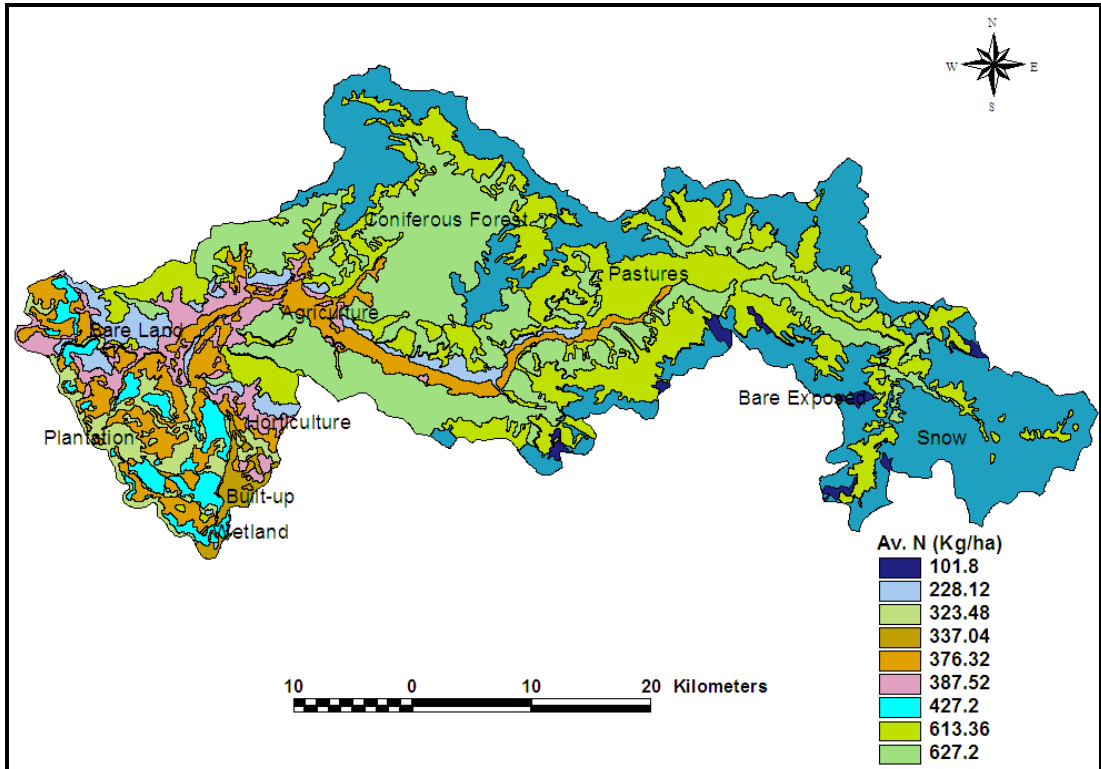 N
W E
S
Coniferous Forest
Pastures
Agriculture
Bare Land
Bare Exposed
Horticulture
Plantation
Snow
Built-up
etland
Av. N (Kg/ha)
101.8
228.12
323.48
337.04
376.32
387.52
427.2
613.36
627.2
10 0 10 20 Kilometers